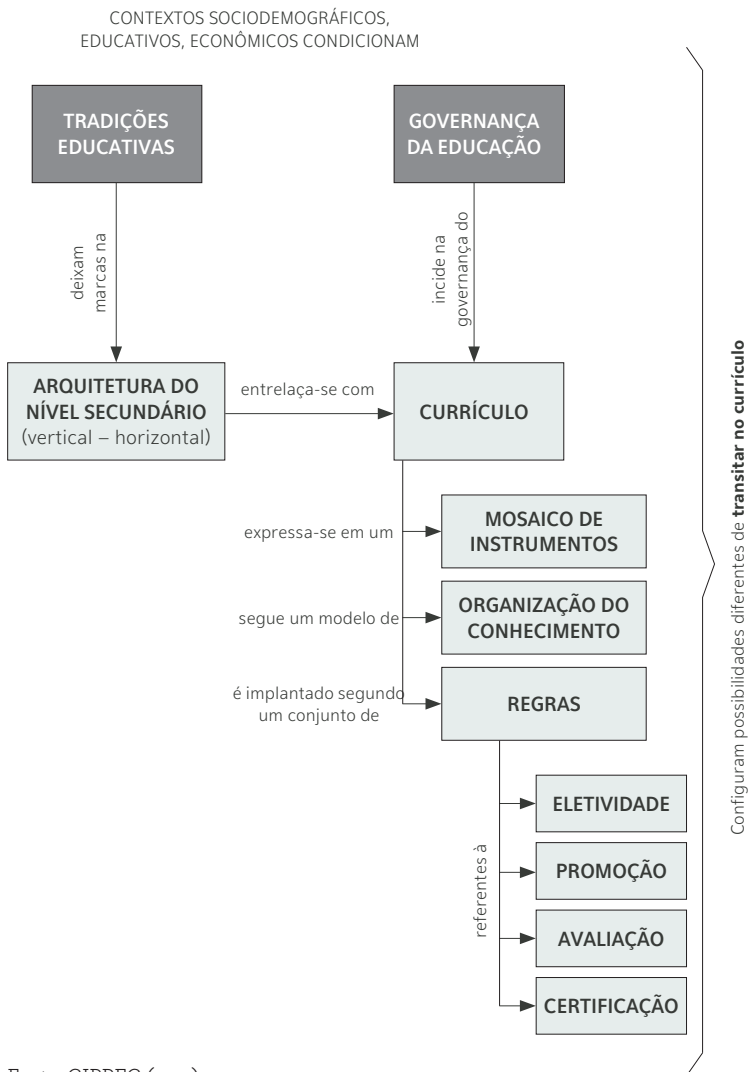 CONTEXTOS SOCIODEMOGRÁFICOS,
EDUCATIVOS, ECONÔMICOS CONDICIONAM
TRADIÇÕES
EDUCATIVAS
GOVERNANÇA
DA EDUCAÇÃO
deixam
marcas na
incide na
governança do
ARQUITETURA DO
NÍVEL SECUNDÁRIO
(vertical – horizontal)
entrelaça-se com
CURRÍCULO
expressa-se em um
MOSAICO DE
INSTRUMENTOS
segue um modelo de
ORGANIZAÇÃO DO
CONHECIMENTO
é implantado segundo
um conjunto de
REGRAS
referentes à
ELETIVIDADE
PROMOÇÃO
AVALIAÇÃO
CERTIFICAÇÃO
Configuram possibilidades diferentes de transitar no currículo